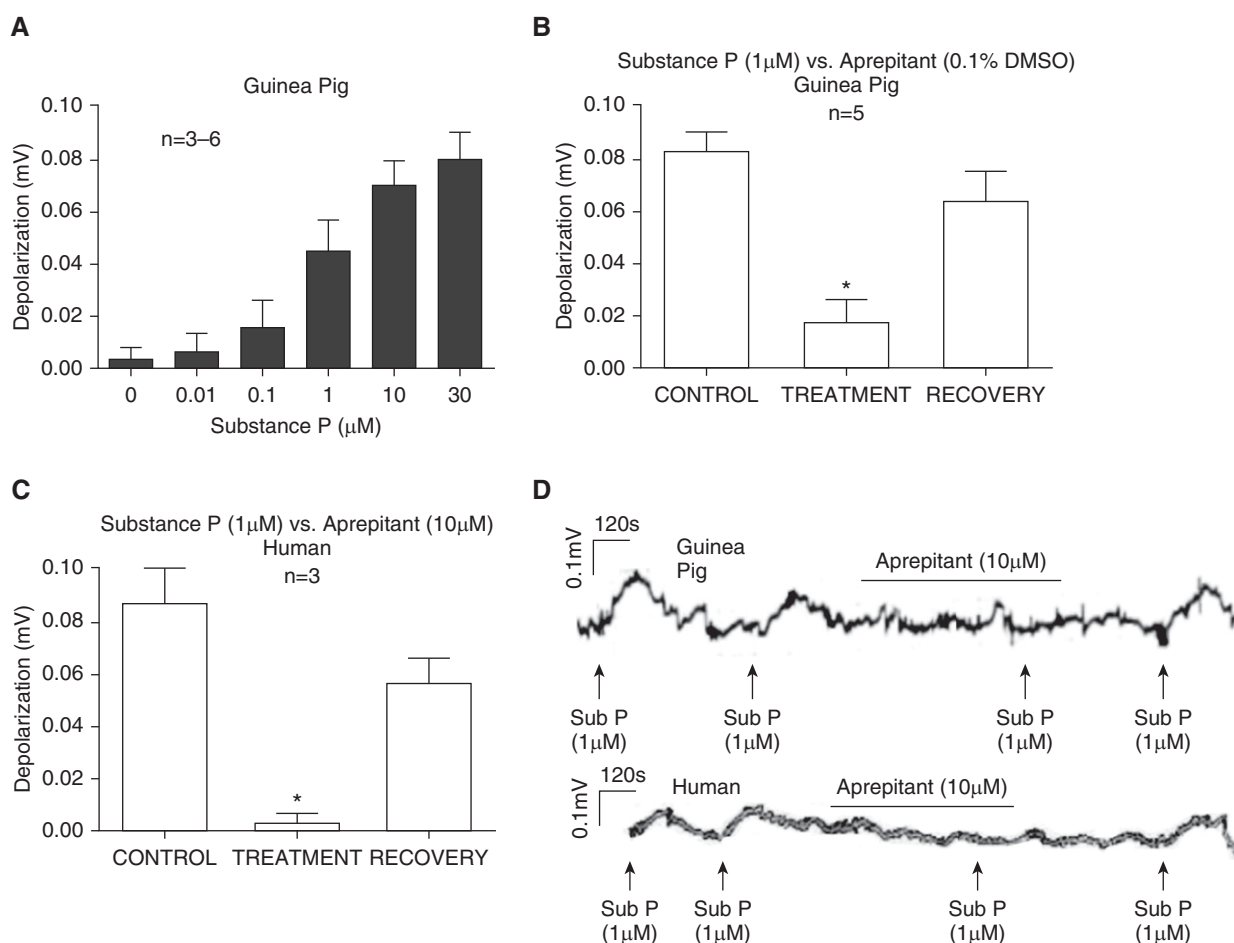 A
Guinea Pig
n=3–6
Depolarization (mV)
0.10
0.08
0.06
0.04
0.02
0.00
0 0.01 0.1 1 10 30
Substance P (μM)
B
Substance P (1μM) vs. Aprepitant (0.1% DMSO)
Guinea Pig
n=5
Depolarization (mV)
0.10
0.08
0.06
0.04
0.02
0.00
*
CONTROL TREATMENT RECOVERY
C
Substance P (1μM) vs. Aprepitant (10μM)
Human
n=3
Depolarization (mV)
0.10
0.08
0.06
0.04
0.02
0.00
*
CONTROL TREATMENT RECOVERY
D
120s
0.1mV
Guinea
Pig
Aprepitant (10μM)
Sub P Sub P Sub P Sub P
(1μM) (1μM) (1μM) (1μM)
120s
0.1mV
Human
Aprepitant (10μM)
Sub P Sub P Sub P Sub P
(1μM) (1μM) (1μM) (1μM)